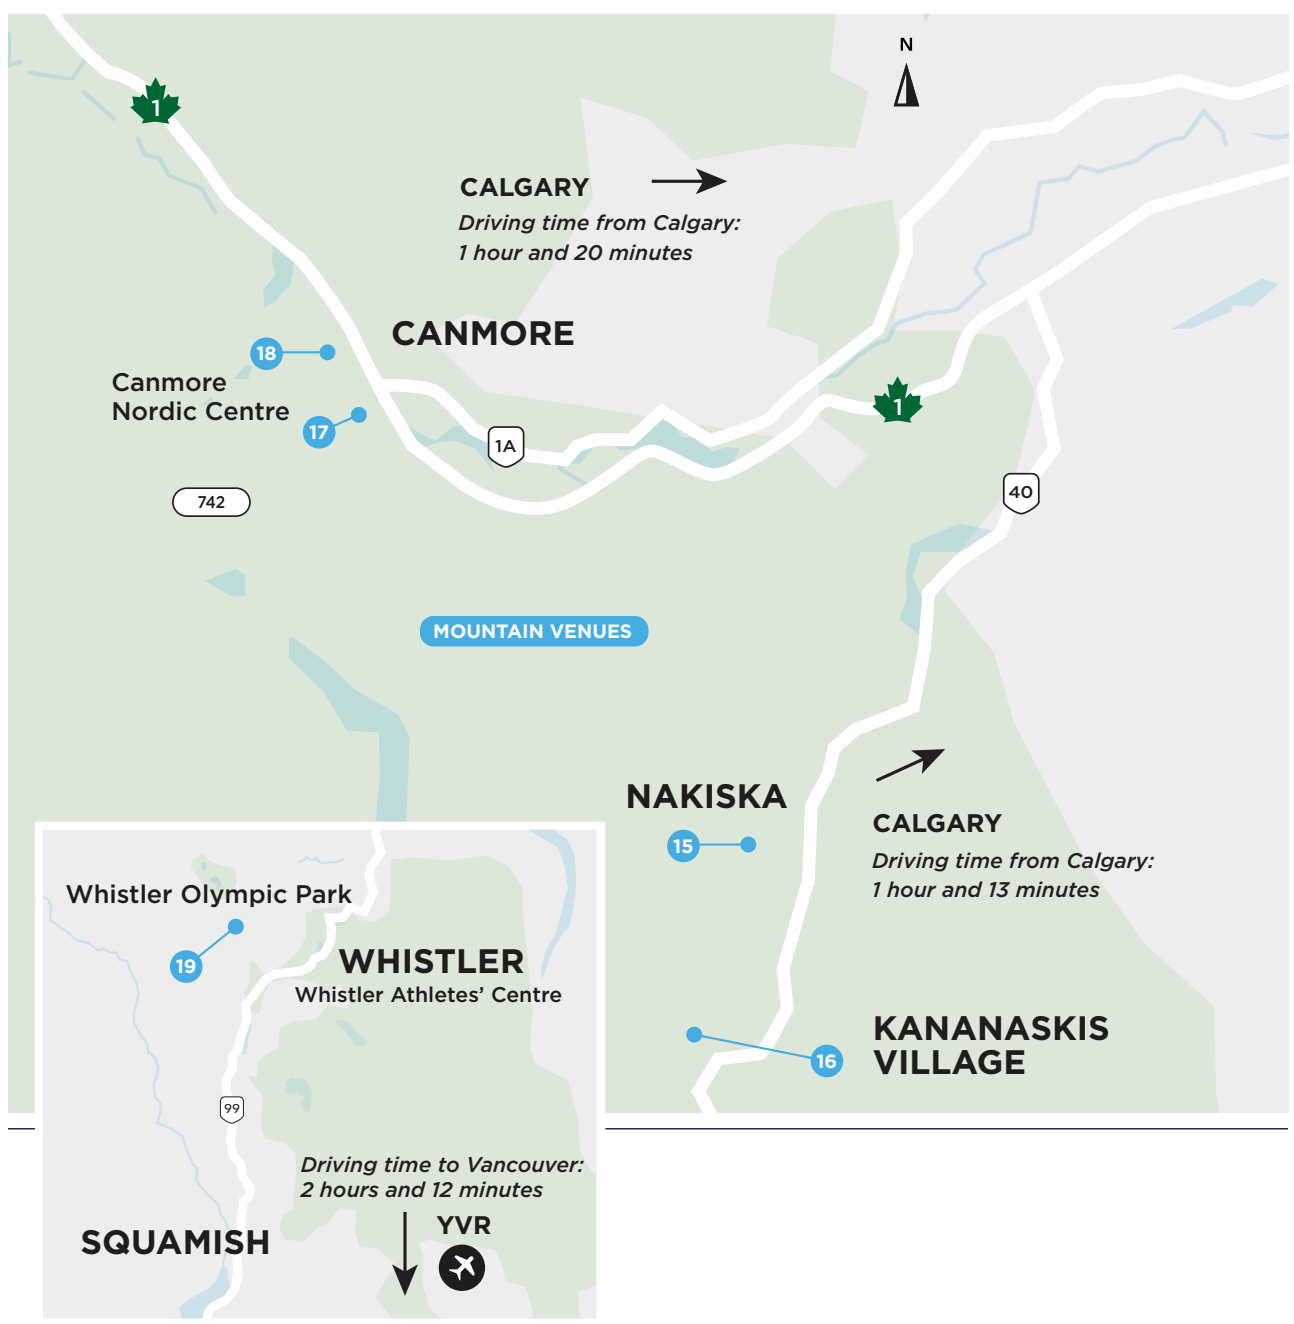 N
1
CALGARY
Driving time from Calgary:
1 hour and 20 minutes
CANMORE
18
Canmore
Nordic Centre
17
1A
1
742
40
MOUNTAIN VENUES
NAKISKA
15
CALGARY
Driving time from Calgary:
1 hour and 13 minutes
KANANASKIS
VILLAGE
16
Whistler Olympic Park
19
WHISTLER
Whistler Athletes’ Centre
99
Driving time to Vancouver:
2 hours and 12 minutes
YVR
SQUAMISH